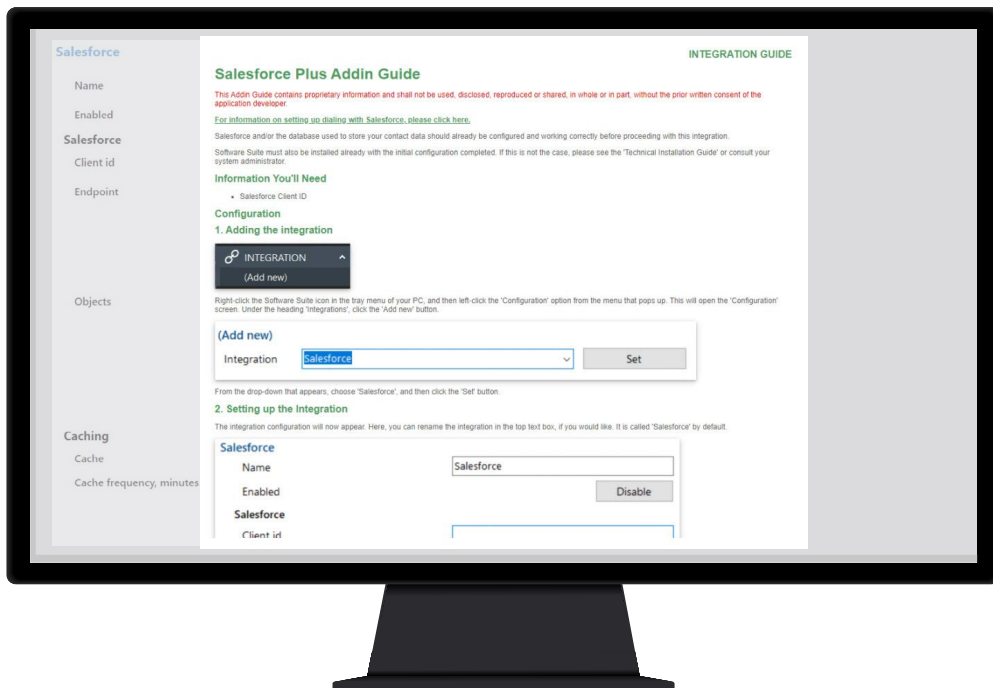 Salesforce
Name
Enabled
Salesforce
Client id
Endpoint
Objects
Caching
Cache
Cache frequency, minutes
INTEGRATION GUIDE
Salesforce Plus Addin Guide
This Addin Guide contains proprietary information and shall not be used, disclosed, reproduced or shared, in whole or in part, without the prior written consent of the
application developer.
For information on setting up dialing with Salesforce, please click here.
Salesforce and/or the database used to store your contact data should already be configured and working correctly before proceeding with this integration.
Software Suite must also be installed already with the initial configuration completed. If this is not the case, please see the 'Technical Installation Guide' or consult your
system administrator.
Information You'll Need
• Salesforce Client ID
Configuration
1. Adding the integration
INTEGRATION
(Add new)
Right-click the Software Suite icon in the tray menu of your PC, and then left-click the 'Configuration' option from the menu that pops up. This will open the 'Configuration'
screen. Under the heading 'Integrations', click the 'Add new' button.
(Add new)
Integration Salesforce Set
From the drop-down that appears, choose 'Salesforce', and then click the 'Set' button.
2. Setting up the Integration
The integration configuration will now appear. Here, you can rename the integration in the top text box, if you would like. It is called 'Salesforce' by default.
Salesforce
Name Salesforce
Enabled Disable
Salesforce
Client id